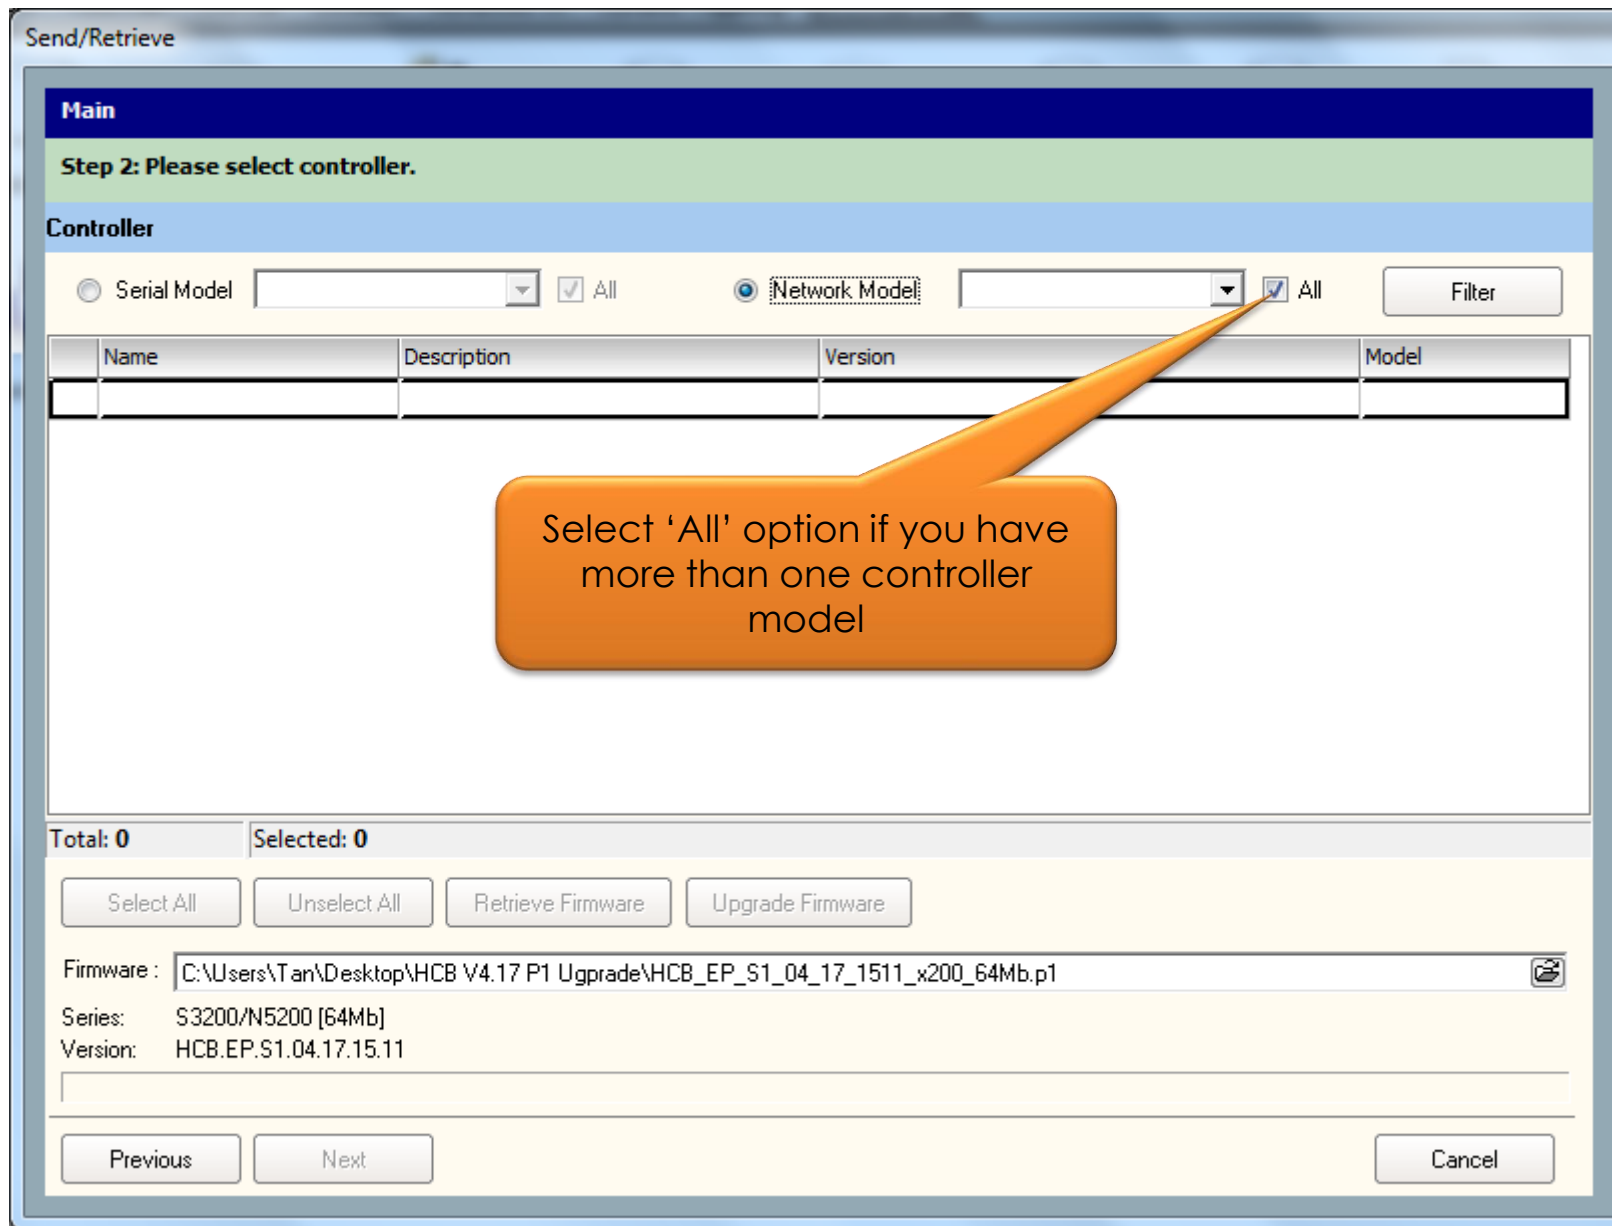 Send/Retrieve
Main
Step 2: Please select controller.
Controller
Serial Model All Network Model All Filter
Name Description Version Model
Select ‘All’ option if you have
more than one controller
model
Total: 0 Selected: 0
Select All Unselect All Retrieve Firmware Upgrade Firmware
Firmware : C:\Users\Tan\Desktop\HCB V4.17 P1 Ugprade\HCB_EP_S1_04_17_1511_x200_64Mb.p1
Series: S3200/N5200 [64Mb]
Version: HCB.EP.S1.04.17.15.11
Previous Next Cancel